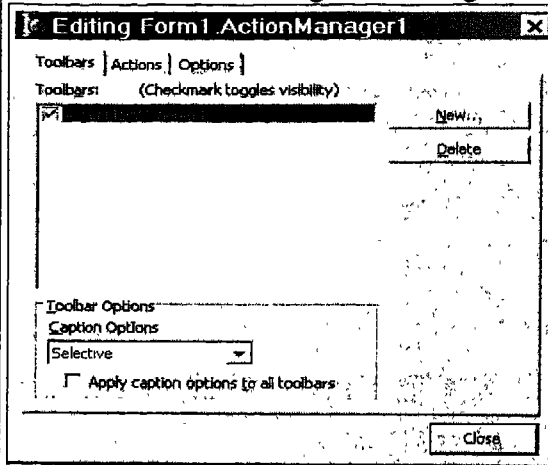 Editing Form1.ActionManager1
Toolbars Actions Options
Toolbars: (Checkmark toggles visibility)
New...
Delete
Toolbar Options
Caption Options
Selective
Apply caption options to all toolbars
Close